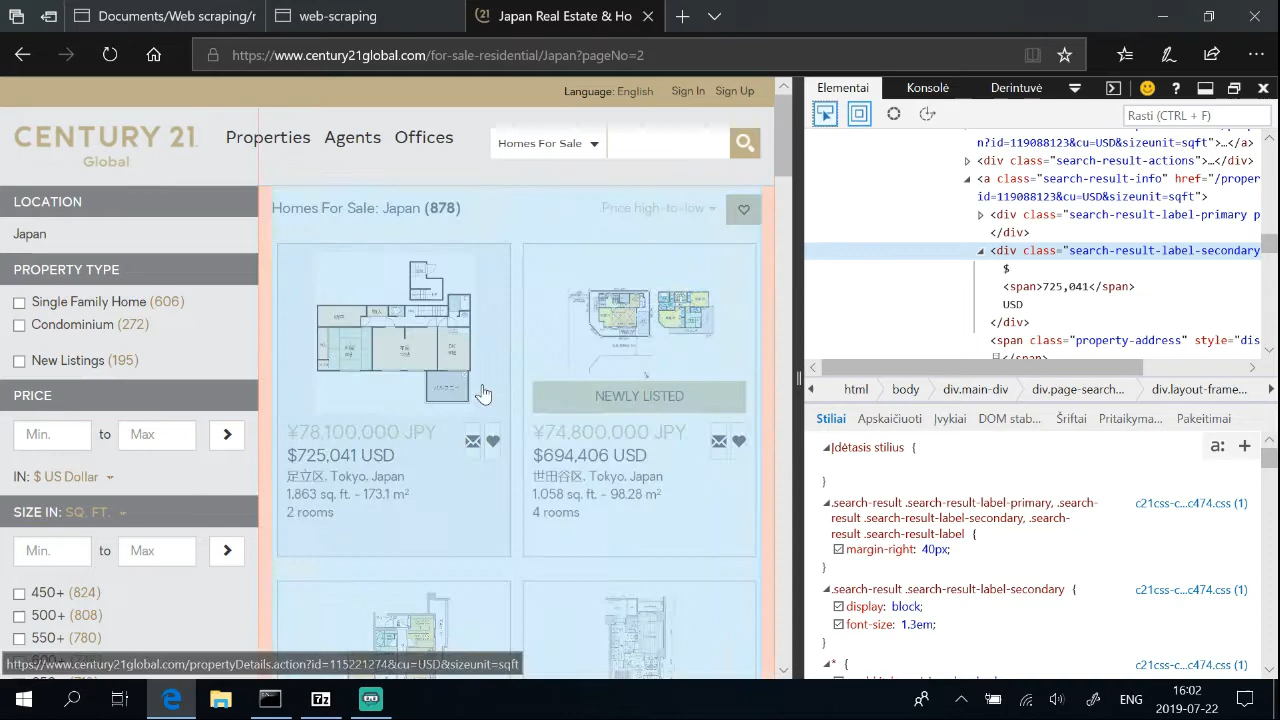 Documents/Web scraping/r
web-scraping
Japan Real Estate & Ho
https://www.century21global.com/for-sale-residential/Japan?pageNo=2
Language: English
Sign In
Sign Up
CENTURY 21.
Global
Properties
Agents
Offices
Homes For Sale
LOCATION
Japan
PROPERTY TYPE
Single Family Home (606)
Condominium (272)
New Listings (195)
PRICE
Min.
to
Max
IN: $ US Dollar
SIZE IN: SQ. FT.
Min.
to
Max
450+ (824)
500+ (808)
550+ (780)
Homes For Sale: Japan (878)
Price high-to-low
¥78,100,000 JPY
$725,041 USD
足立区, Tokyo, Japan
1,863 sq. ft. - 173.1 m²
2 rooms
NEWLY LISTED
¥74,800,000 JPY
$694,406 USD
世田谷区, Tokyo, Japan
1,058 sq. ft. - 98.28 m²
4 rooms
https://www.century21global.com/propertyDetails.action?id=115221274&cu=USD&sizeunit=sqft
Elementai
Konsolė
Derintuvė
Rasti (CTRL + F)
n?id=119088123&cu=USD&sizeunit=sqft">…</a>
<div class="search-result-actions">…</div>
<a class="search-result-info" href="/proper
id=119088123&cu=USD&sizeunit=sqft">
<div class="search-result-label-primary p
</div>
<div class="search-result-label-secondary
$
<span>725,041</span>
USD
</div>
<span class="property-address" style="dis
</span>
html
body
div.main-div
div.page-search...
div.layout-frame...
Stiliai
Apskaičiuoti
Įvykiai
DOM stab...
Šriftai
Pritaikyma...
Pakeitimai
a:
Įdėtasis stilius {
}
.search-result .search-result-label-primary, .search-
result .search-result-label-secondary, .search-
result .search-result-label {
c21css-c...c474.css (1)
margin-right: 40px;
}
.search-result .search-result-label-secondary {
c21css-c...c474.css (1)
display: block;
font-size: 1.3em;
}
* {
c21css-c...c474.css (1)
ENG
16:02
2019-07-22